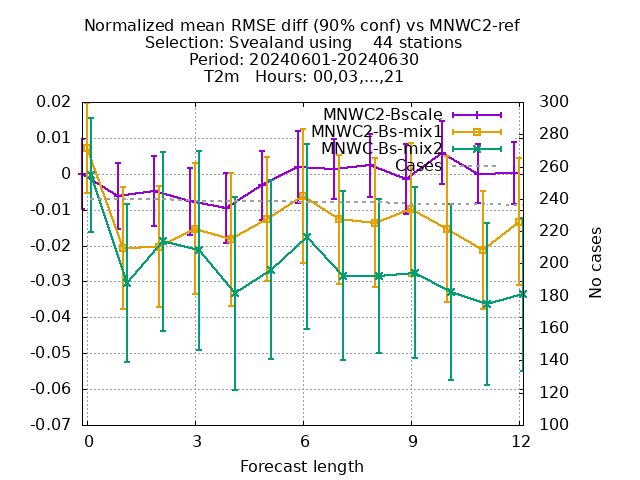 Normalized mean RMSE diff (90% conf) vs MNWC2-ref
Selection: Svealand using    44 stations
Period: 20240601-20240630
T2m   Hours: 00,03,...,21
MNWC2-Bscale
MNWC2-Bs-mix1
MNWC-Bs-mix2
Cases
0.02
0.01
0
-0.01
-0.02
-0.03
-0.04
-0.05
-0.06
-0.07
300
280
260
240
220
200
180
160
140
120
100
No cases
0 3 6 9 12
Forecast length